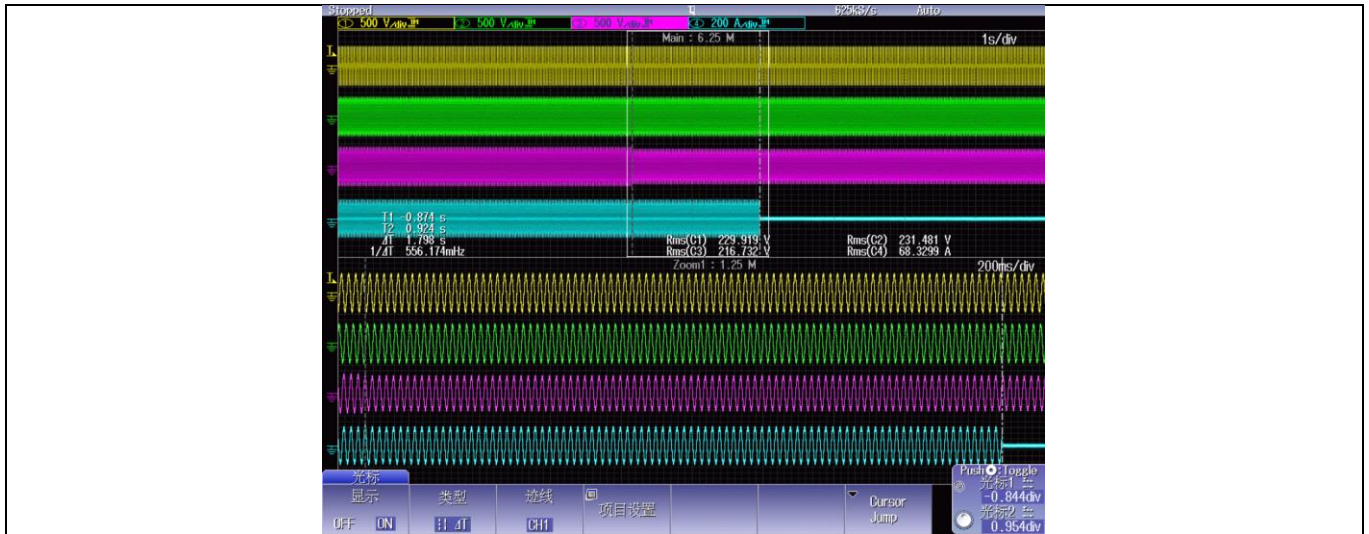 Stopped 625kS/s Auto
1 500 V/div 2 500 V/div 3 500 V/div 4 200 A/div
Main : 6.25 M 1s/div
T1 -0.874 s
T2 0.924 s
ΔT 1.798 s
1/ΔT 556.174mHz
Rms(C1) 229.919 V Rms(C2) 231.481 V
Rms(C3) 216.732 V Rms(C4) 68.3299 A
Zoom1 : 1.25 M 200ms/div
光标
显示 类型 迹线 项目设置 Cursor Jump
OFF ON ΔT CH1
Push :Toggle
光标1
-0.844div
光标2
0.954div